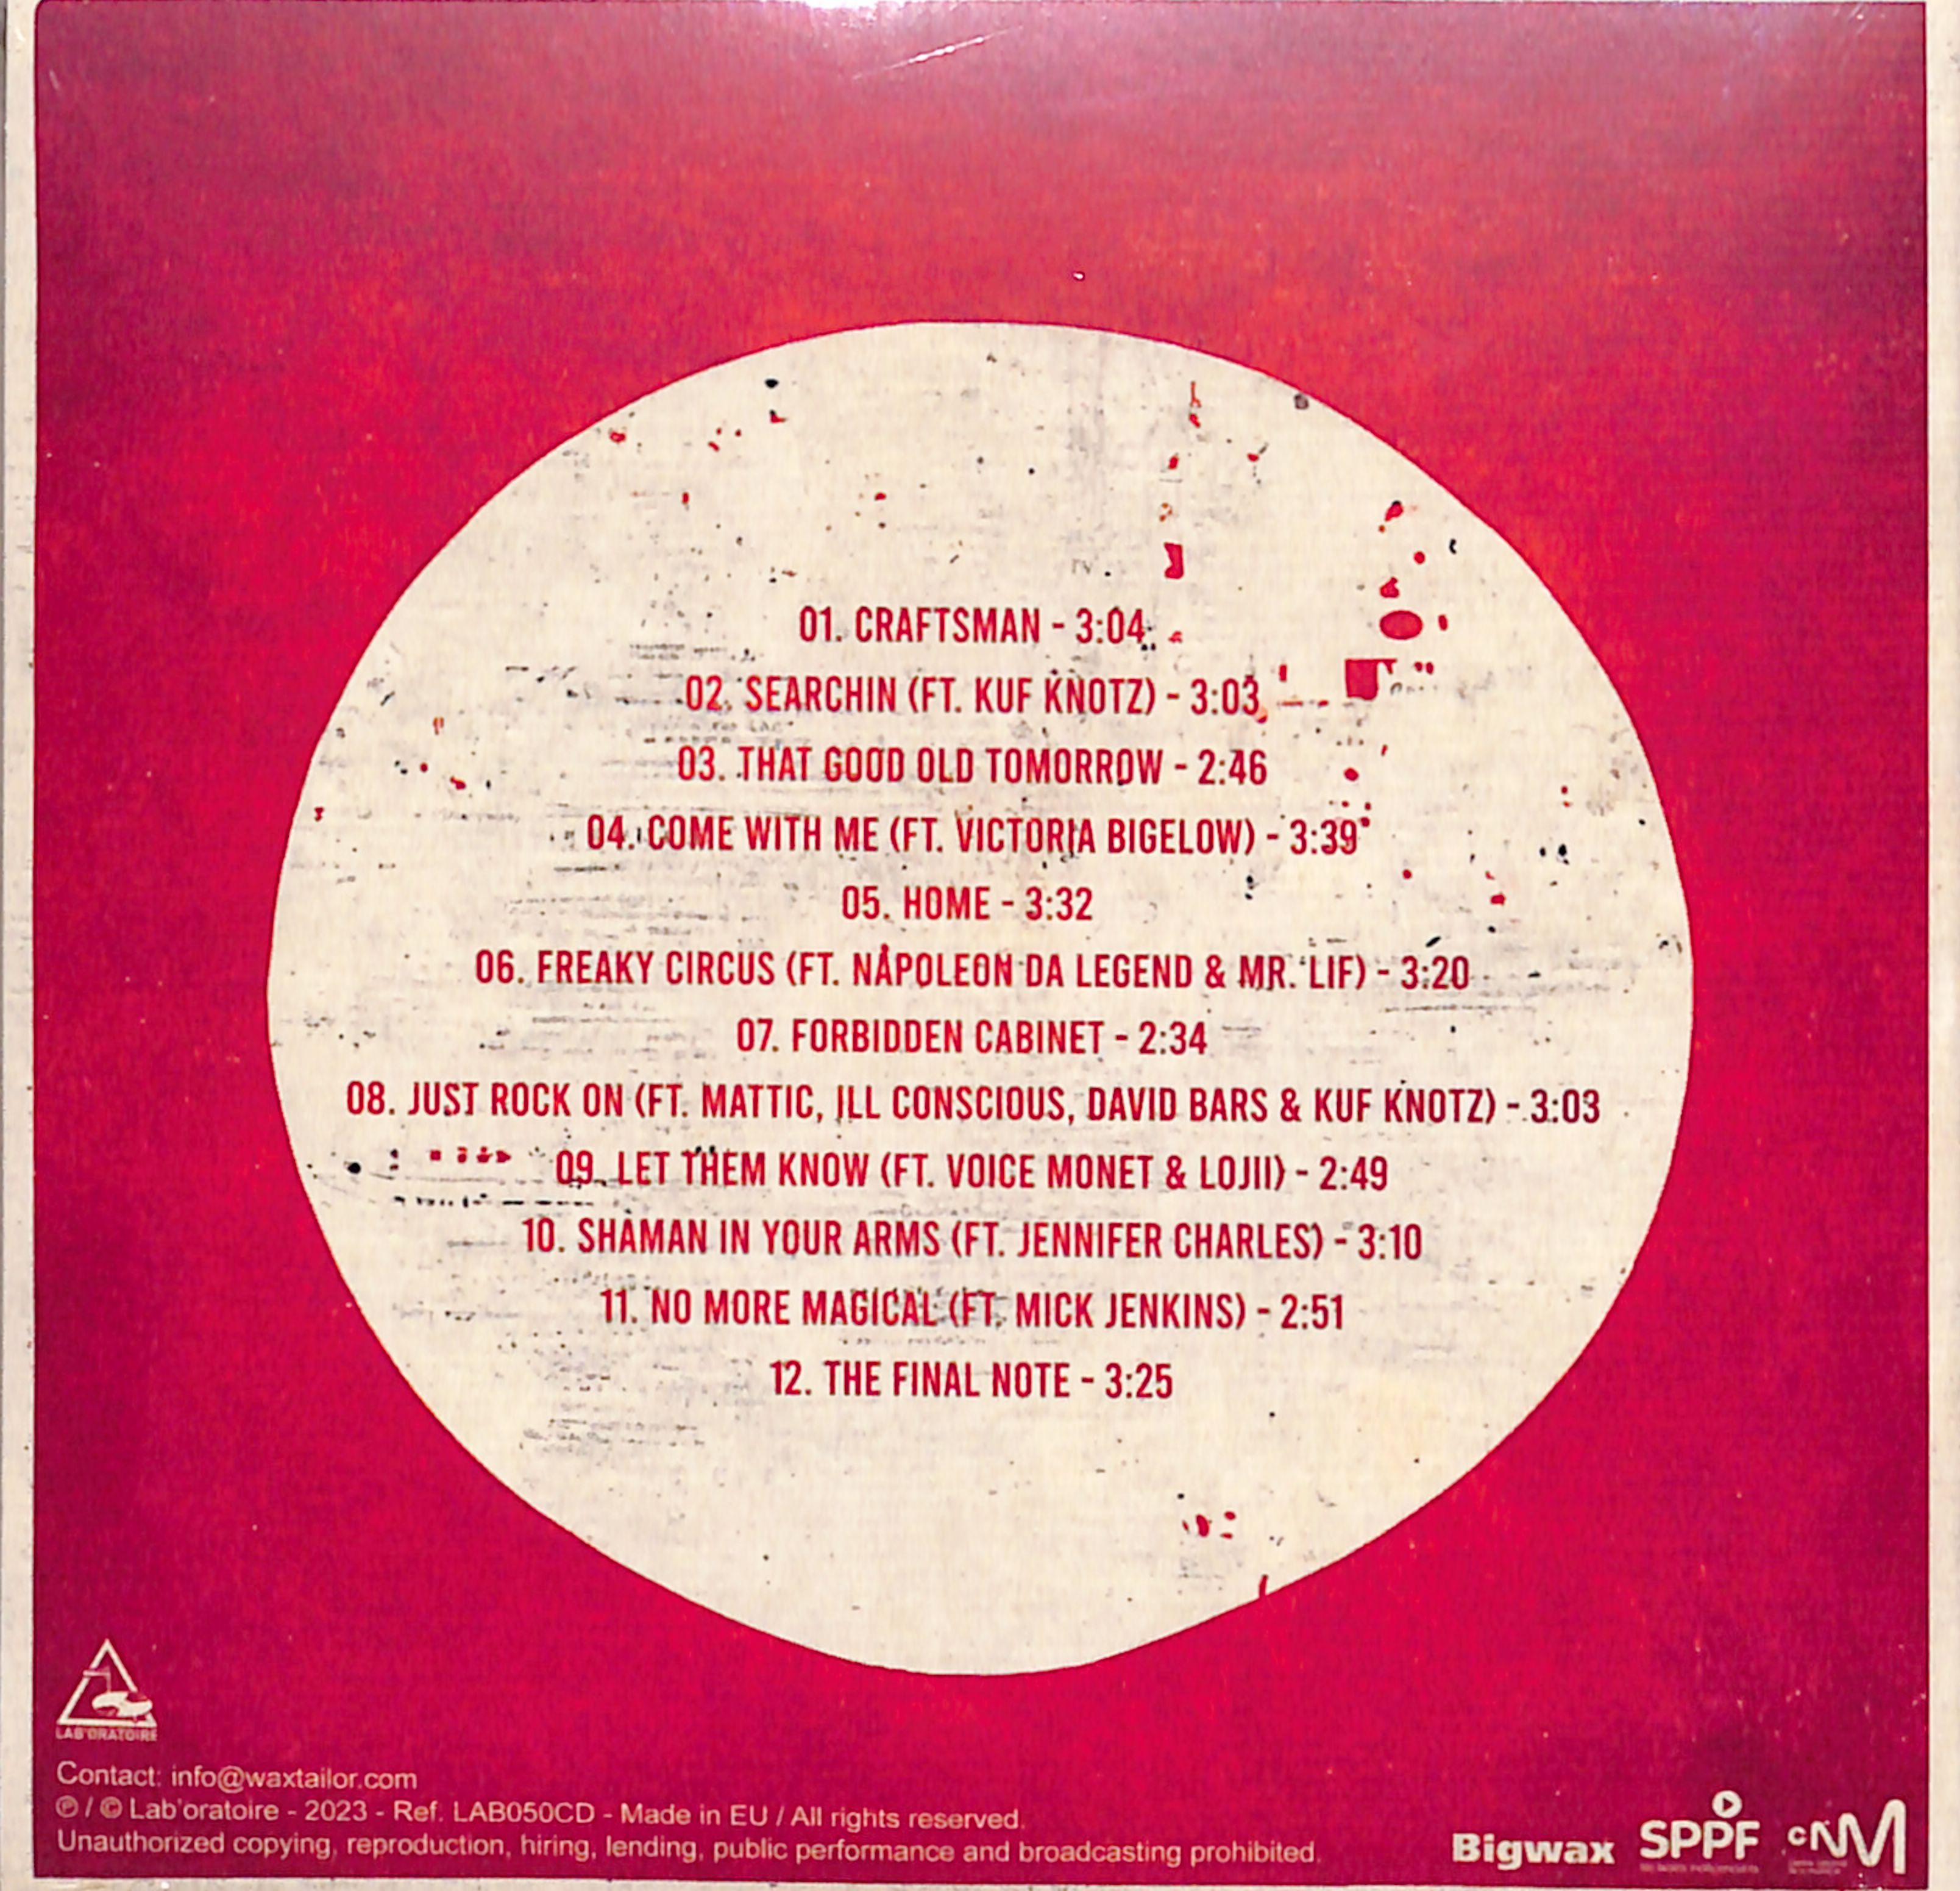 01. CRAFTSMAN - 3:04
02. SEARCHIN (FT. KUF KNOTZ) - 3:03
03. THAT GOOD OLD TOMORROW - 2:46
04. COME WITH ME (FT. VICTORIA BIGELOW) - 3:39
05. HOME - 3:32
06. FREAKY CIRCUS (FT. NAPOLEON DA LEGEND & MR. LIF) - 3:20
07. FORBIDDEN CABINET - 2:34
08. JUST ROCK ON (FT. MATTIC, ILL CONSCIOUS, DAVID BARS & KUF KNOTZ) - 3:03
09. LET THEM KNOW (FT. VOICE MONET & LOJII) - 2:49
10. SHAMAN IN YOUR ARMS (FT. JENNIFER CHARLES) - 3:10
11. NO MORE MAGICAL (FT. MICK JENKINS) - 2:51
12. THE FINAL NOTE - 3:25
LAB'ORATOIRE
Contact: info@waxtailor.com
℗ / © Lab'oratoire - 2023 - Ref. LAB050CD - Made in EU / All rights reserved.
Unauthorized copying, reproduction, hiring, lending, public performance and broadcasting prohibited.
Bigwax SPPF cnM